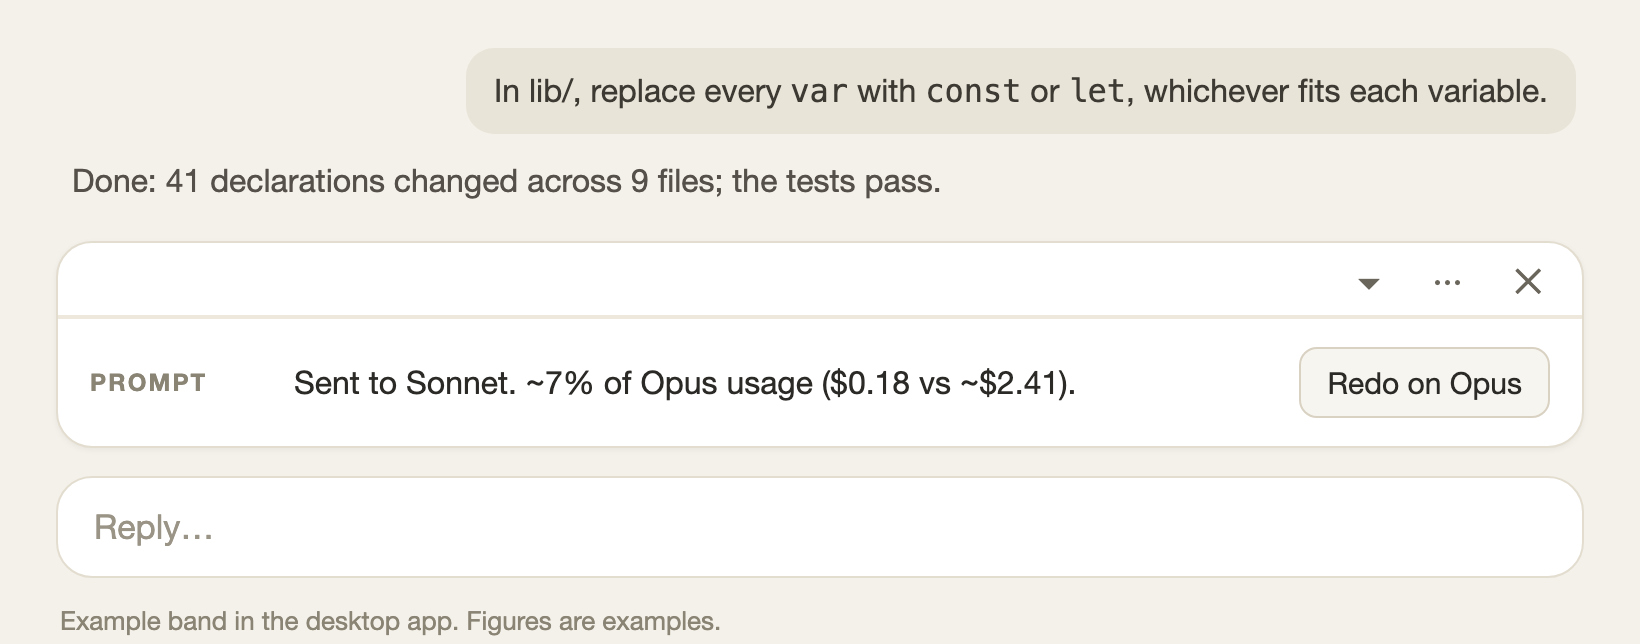 In lib/, replace every var with const or let, whichever fits each variable.
Done: 41 declarations changed across 9 files; the tests pass.
PROMPT Sent to Sonnet. ~7% of Opus usage ($0.18 vs ~$2.41). Redo on Opus
Reply…
Example band in the desktop app. Figures are examples.